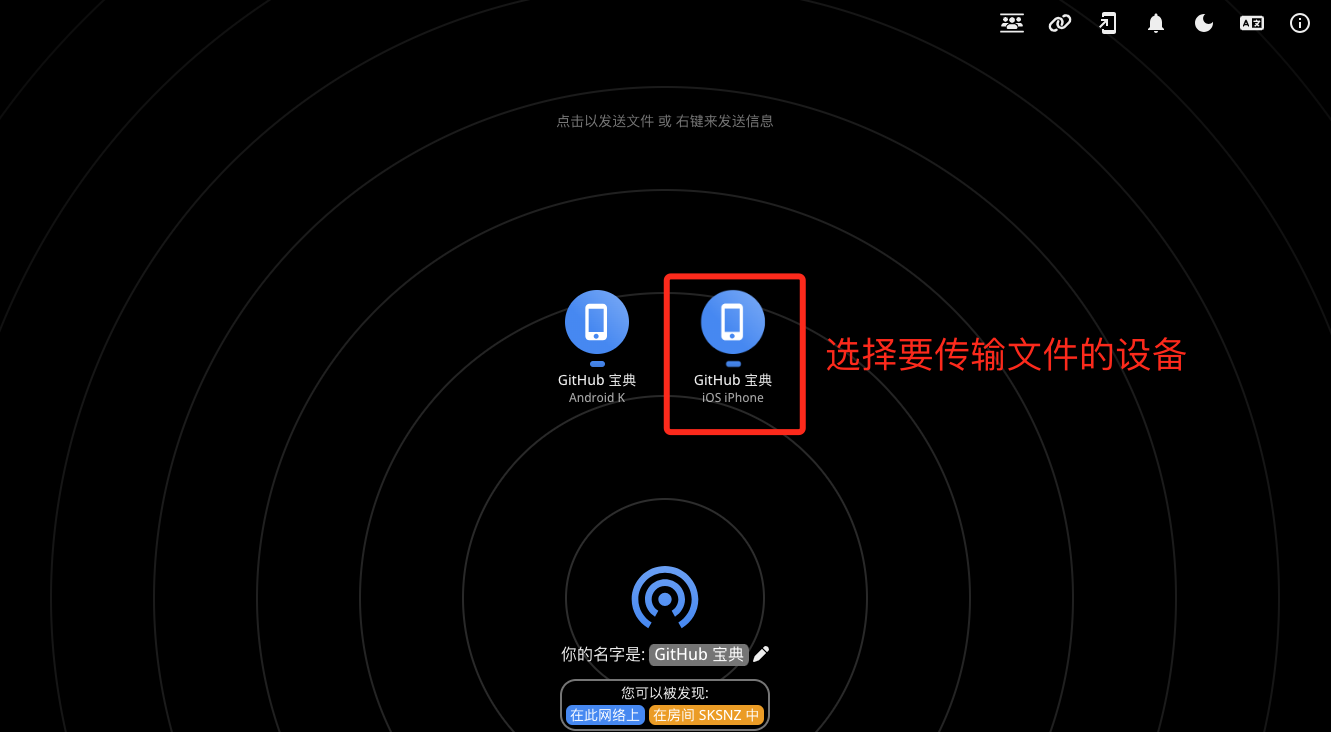 点击以发送文件 或 右键来发送信息
GitHub 宝典
Android K
GitHub 宝典
iOS iPhone
选择要传输文件的设备
你的名字是: GitHub 宝典
您可以被发现:
在此网络上 在房间 SKSNZ 中